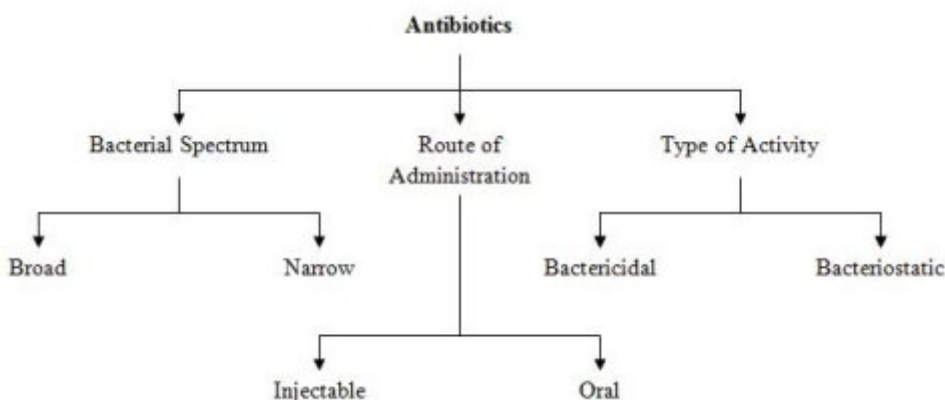 Antibiotics
Bacterial Spectrum
Route of
Administration
Type of Activity
Broad
Narrow
Bactericidal
Bacteriostatic
Injectable
Oral